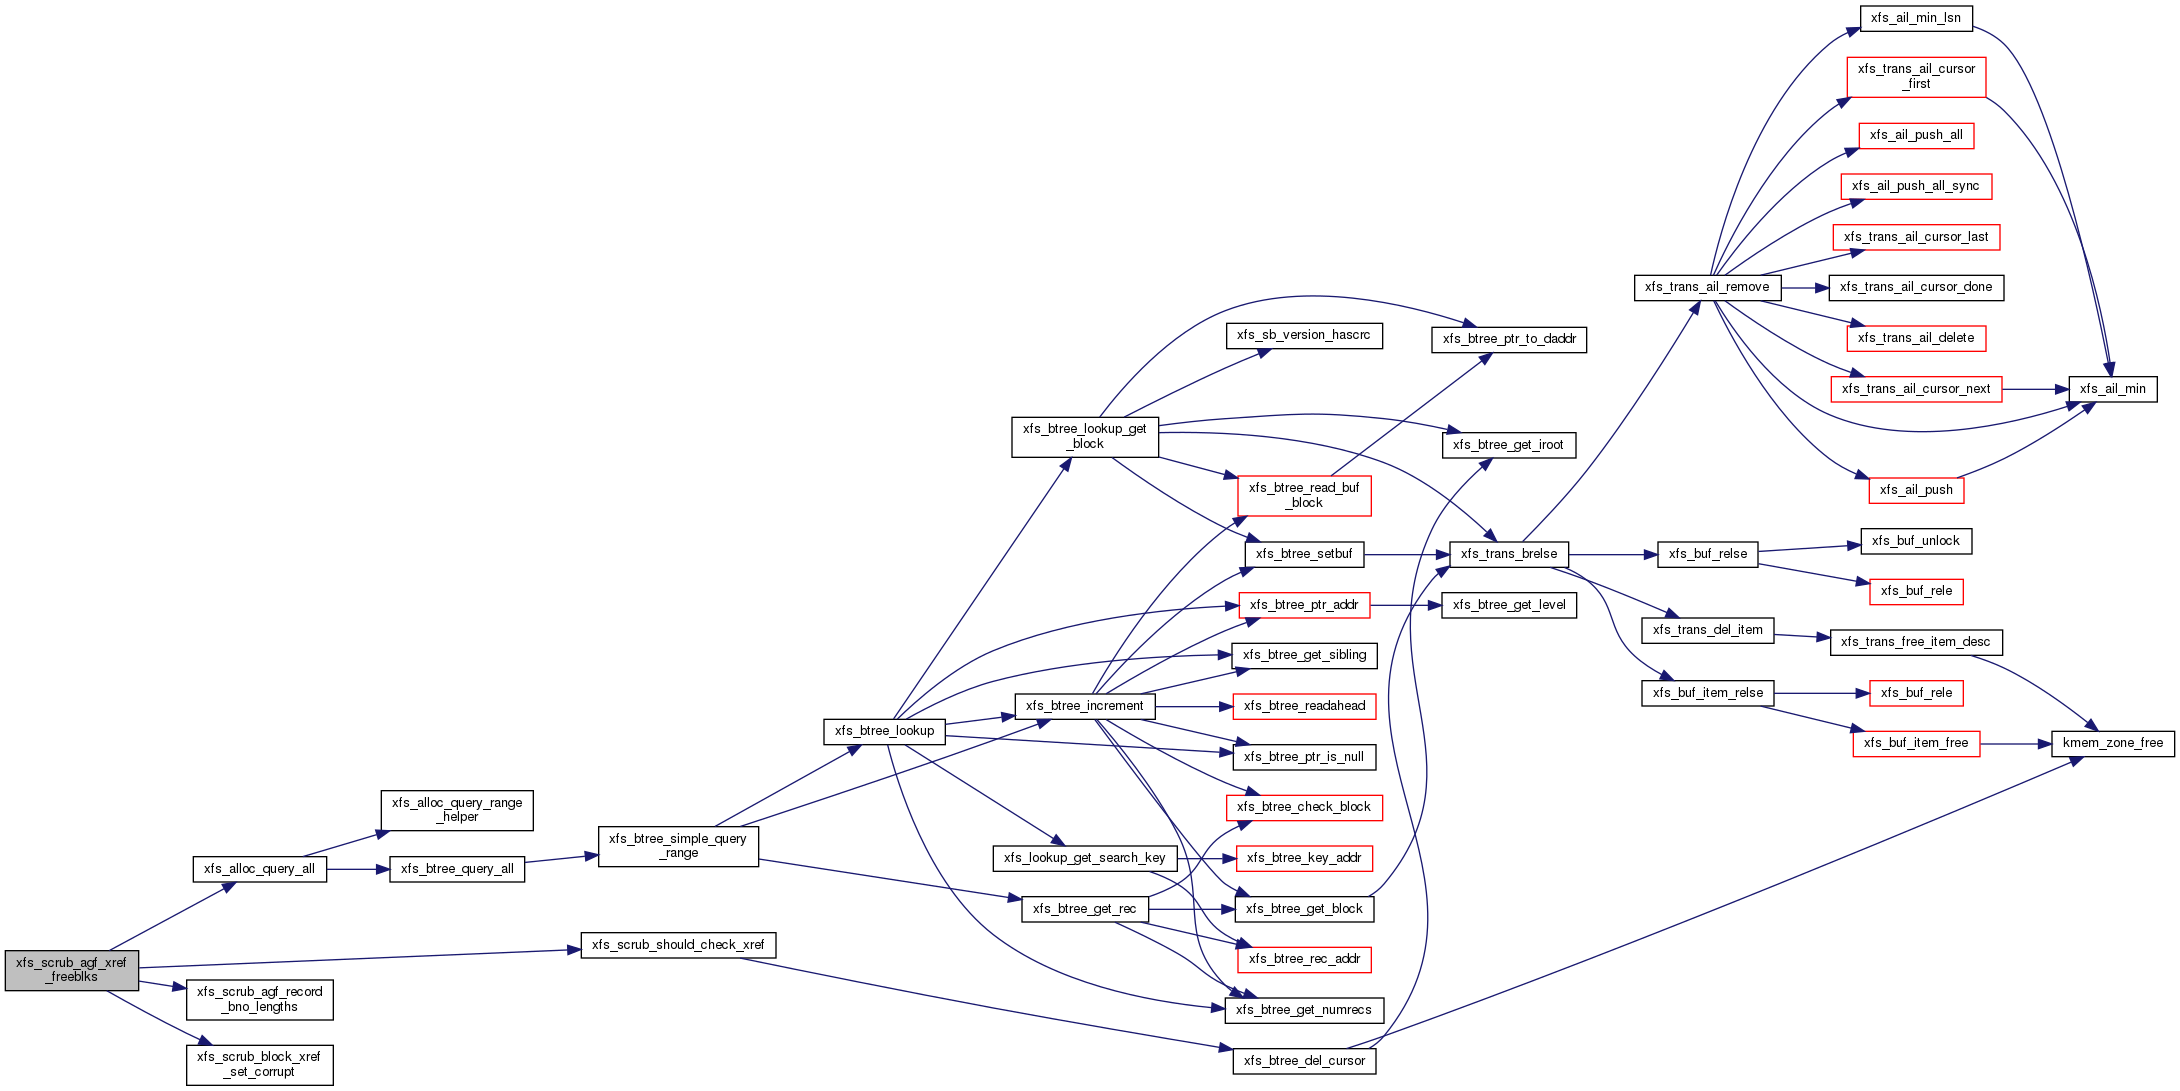 xfs_ail_min_lsn
xfs_trans_ail_cursor
_first
xfs_ail_push_all
xfs_ail_push_all_sync
xfs_trans_ail_cursor_last
xfs_trans_ail_remove
xfs_trans_ail_cursor_done
xfs_sb_version_hascrc
xfs_btree_ptr_to_daddr
xfs_trans_ail_delete
xfs_trans_ail_cursor_next
xfs_ail_min
xfs_btree_lookup_get
_block
xfs_btree_get_iroot
xfs_btree_read_buf
_block
xfs_ail_push
xfs_btree_setbuf
xfs_trans_brelse
xfs_buf_relse
xfs_buf_unlock
xfs_buf_rele
xfs_btree_ptr_addr
xfs_btree_get_level
xfs_trans_del_item
xfs_trans_free_item_desc
xfs_btree_get_sibling
xfs_buf_item_relse
xfs_buf_rele
xfs_btree_increment
xfs_btree_readahead
xfs_btree_lookup
xfs_btree_ptr_is_null
xfs_buf_item_free
kmem_zone_free
xfs_alloc_query_range
_helper
xfs_btree_check_block
xfs_btree_simple_query
_range
xfs_alloc_query_all
xfs_btree_query_all
xfs_lookup_get_search_key
xfs_btree_key_addr
xfs_btree_get_rec
xfs_btree_get_block
xfs_scrub_should_check_xref
xfs_btree_rec_addr
xfs_scrub_agf_xref
_freeblks
xfs_scrub_agf_record
_bno_lengths
xfs_btree_get_numrecs
xfs_scrub_block_xref
_set_corrupt
xfs_btree_del_cursor